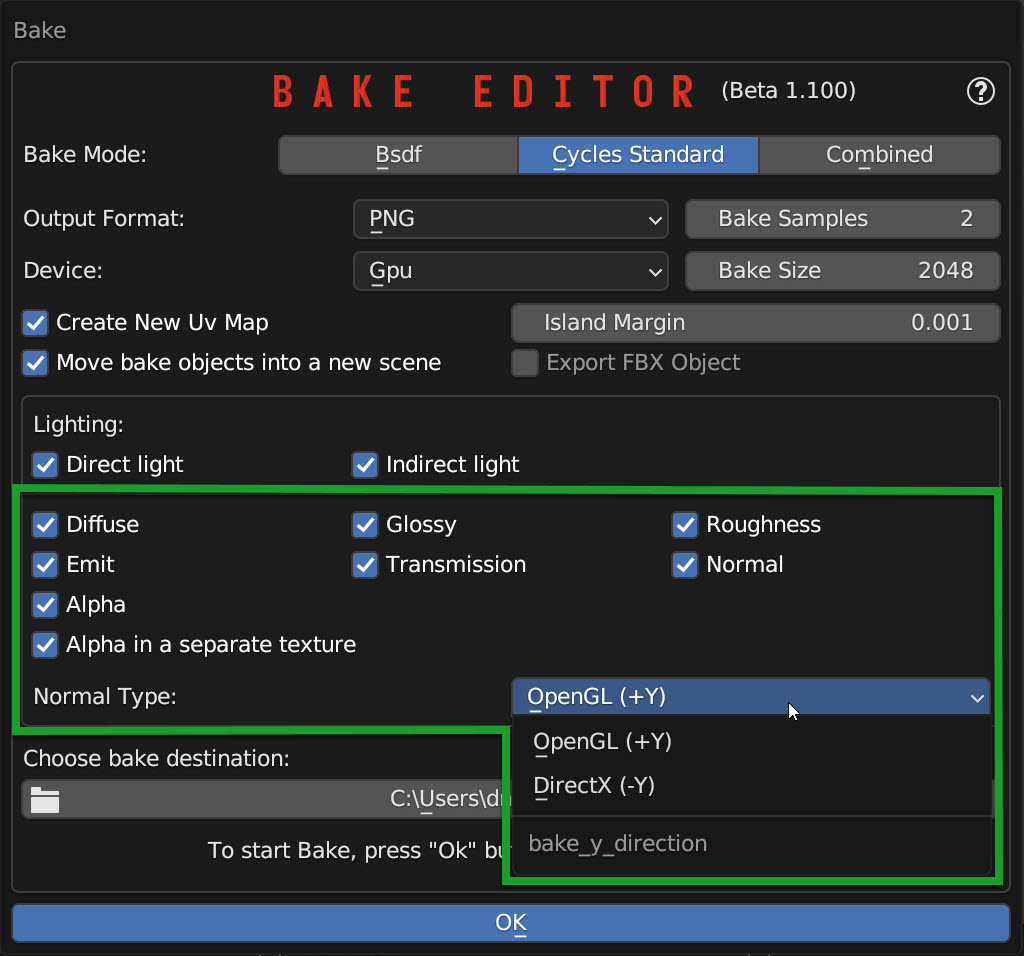 Bake
BAKE EDITOR (Beta 1.100) ?
Bake Mode: Bsdf Cycles Standard Combined
Output Format: PNG Bake Samples 2
Device: Gpu Bake Size 2048
Create New Uv Map Island Margin 0.001
Move bake objects into a new scene Export FBX Object
Lighting:
Direct light Indirect light
Diffuse Glossy Roughness
Emit Transmission Normal
Alpha
Alpha in a separate texture
Normal Type: OpenGL (+Y)
OpenGL (+Y)
Choose bake destination:
DirectX (-Y)
C:\Users\
bake_y_direction
To start Bake, press "Ok"
OK